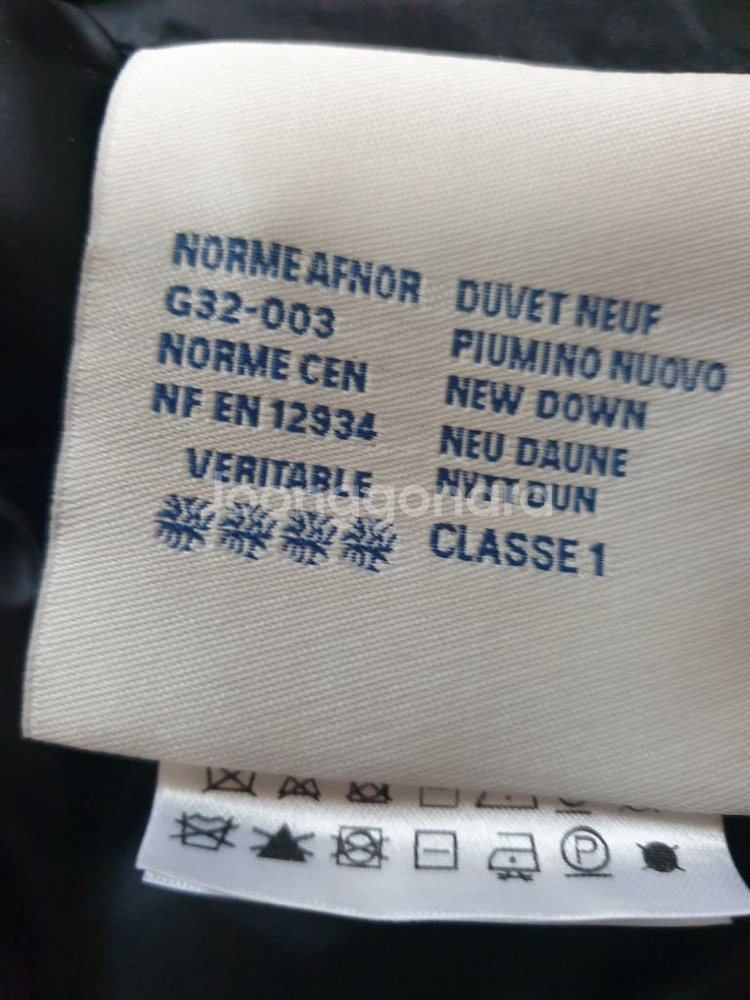 NORME AFNOR
G32-003
NORME CEN
NF EN 12934
VERITABLE
DUVET NEUF
PIUMINO NUOVO
NEW DOWN
NEU DAUNE
NYTT DUN
CLASSE 1
Joonggonara
P